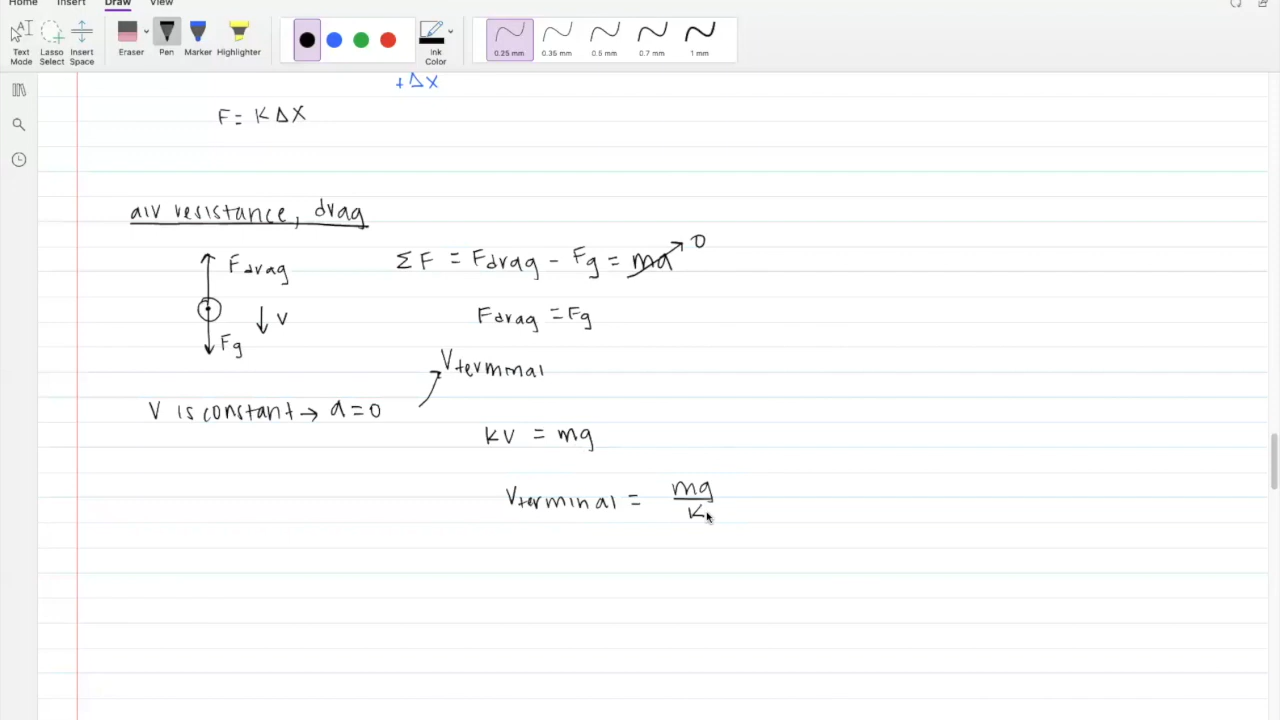 Home Insert Draw View
Text Mode
Lasso Select
Insert Space
Eraser
Pen
Marker
Highlighter
Ink Color
0.25 mm
0.35 mm
0.5 mm
0.7 mm
1 mm
+ΔX
F = KΔX
air resistance, drag
Fdrag
V
Fg
ΣF = Fdrag - Fg = ma 0
Fdrag = Fg
Vterminal
V is constant → a = 0
kv = mg
Vterminal = mg/K